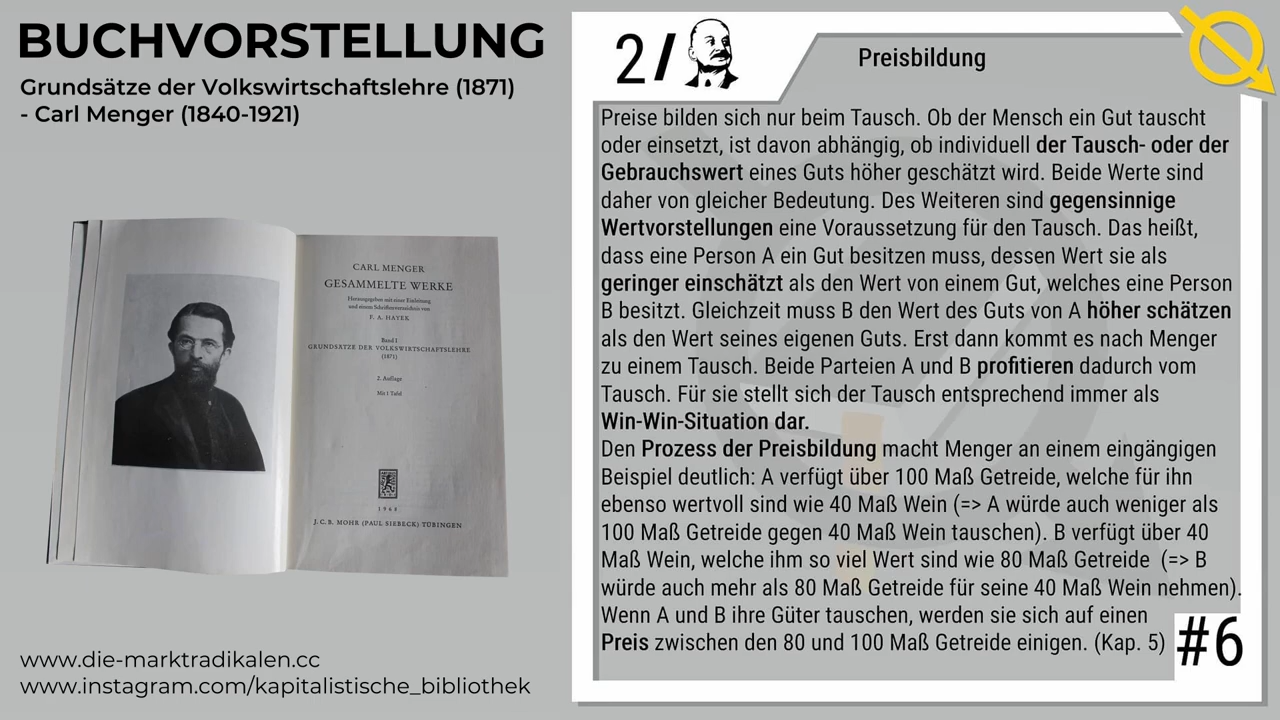 BUCHVORSTELLUNG
Grundsätze der Volkswirtschaftslehre (1871)
- Carl Menger (1840-1921)
CARL MENGER
GESAMMELTE WERKE
Herausgegeben mit einer Einleitung
und einem Schriftenverzeichnis von
F. A. HAYEK
Band I
GRUNDSÄTZE DER VOLKSWIRTSCHAFTSLEHRE
(1871)
2. Auflage
Mit 1 Tafel
1968
J. C. B. MOHR (PAUL SIEBECK) TÜBINGEN
www.die-marktradikalen.cc
www.instagram.com/kapitalistische_bibliothek
2/
Preisbildung
Preise bilden sich nur beim Tausch. Ob der Mensch ein Gut tauscht
oder einsetzt, ist davon abhängig, ob individuell der Tausch- oder der
Gebrauchswert eines Guts höher geschätzt wird. Beide Werte sind
daher von gleicher Bedeutung. Des Weiteren sind gegensinnige
Wertvorstellungen eine Voraussetzung für den Tausch. Das heißt,
dass eine Person A ein Gut besitzen muss, dessen Wert sie als
geringer einschätzt als den Wert von einem Gut, welches eine Person
B besitzt. Gleichzeit muss B den Wert des Guts von A höher schätzen
als den Wert seines eigenen Guts. Erst dann kommt es nach Menger
zu einem Tausch. Beide Parteien A und B profitieren dadurch vom
Tausch. Für sie stellt sich der Tausch entsprechend immer als
Win-Win-Situation dar.
Den Prozess der Preisbildung macht Menger an einem eingängigen
Beispiel deutlich: A verfügt über 100 Maß Getreide, welche für ihn
ebenso wertvoll sind wie 40 Maß Wein (=> A würde auch weniger als
100 Maß Getreide gegen 40 Maß Wein tauschen). B verfügt über 40
Maß Wein, welche ihm so viel Wert sind wie 80 Maß Getreide (=> B
würde auch mehr als 80 Maß Getreide für seine 40 Maß Wein nehmen).
Wenn A und B ihre Güter tauschen, werden sie sich auf einen
Preis zwischen den 80 und 100 Maß Getreide einigen. (Kap. 5)
#6